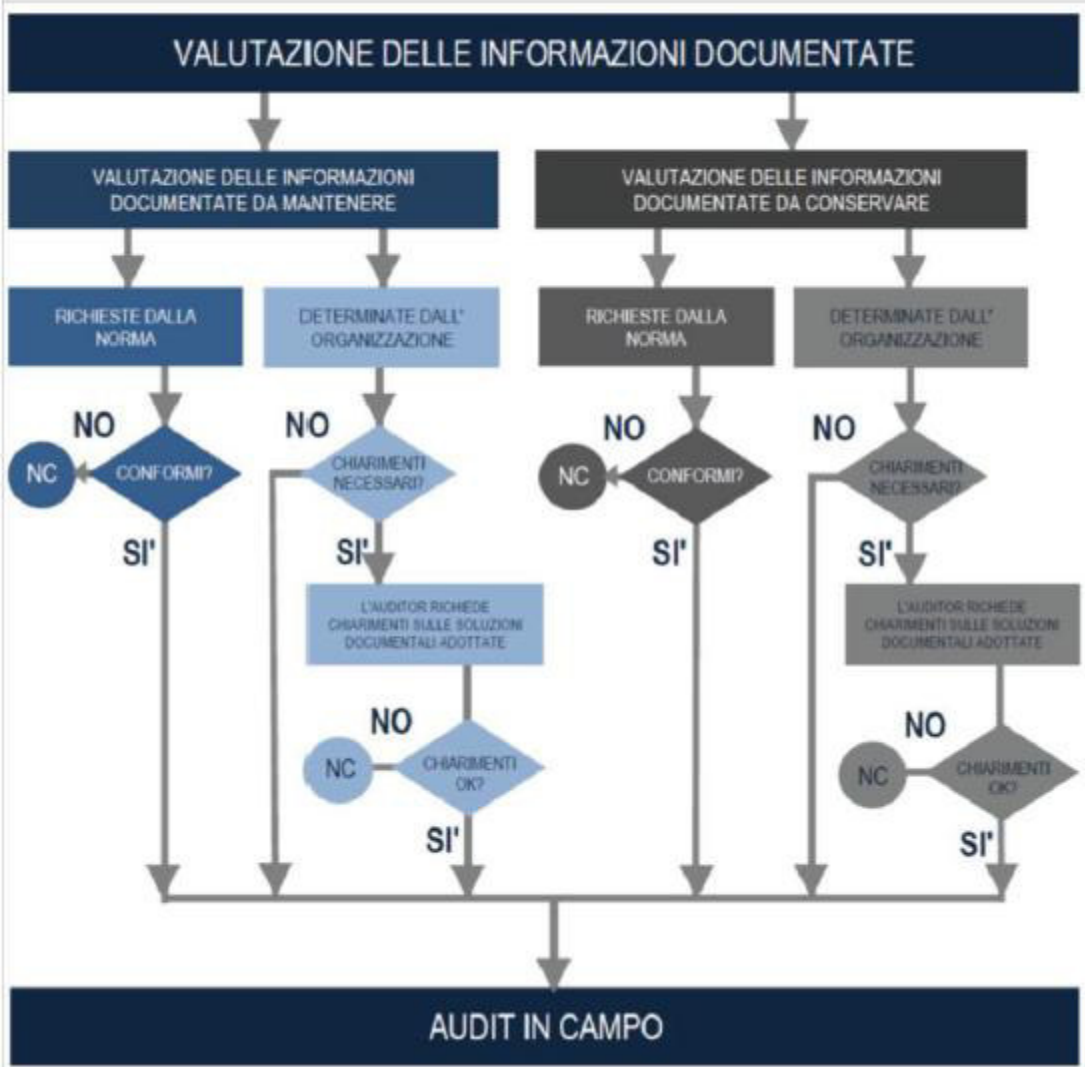 VALUTAZIONE DELLE INFORMAZIONI DOCUMENTATE
VALUTAZIONE DELLE INFORMAZIONI
DOCUMENTATE DA MANTENERE
VALUTAZIONE DELLE INFORMAZIONI
DOCUMENTATE DA CONSERVARE
RICHIESTE DALLA
NORMA
DETERMINATE DALL'
ORGANIZZAZIONE
RICHIESTE DALLA
NORMA
DETERMINATE DALL'
ORGANIZZAZIONE
NO
NO
NO
NO
NC
CONFORMI?
CHIARIMENTI
NECESSARI?
NC
CONFORMI?
CHIARIMENTI
NECESSARI?
SI'
SI'
SI'
SI'
L'AUDITOR RICHIEDE
CHIARIMENTI SULLE SOLUZIONI
DOCUMENTALI ADOTTATE
L'AUDITOR RICHIEDE
CHIARIMENTI SULLE SOLUZIONI
DOCUMENTALI ADOTTATE
NO
NO
NC
CHIARIMENTI
OK?
NC
CHIARIMENTI
OK?
SI'
SI'
AUDIT IN CAMPO